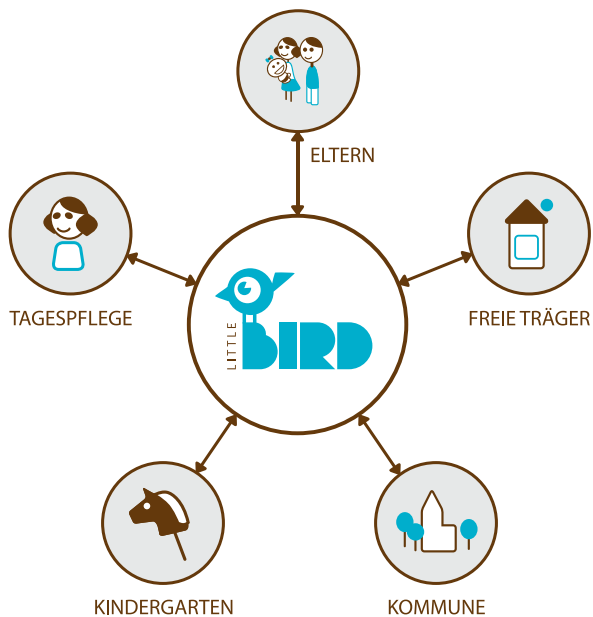 ELTERN
TAGESPFLEGE
FREIE TRÄGER
LITTLE
BIRD
KINDERGARTEN
KOMMUNE